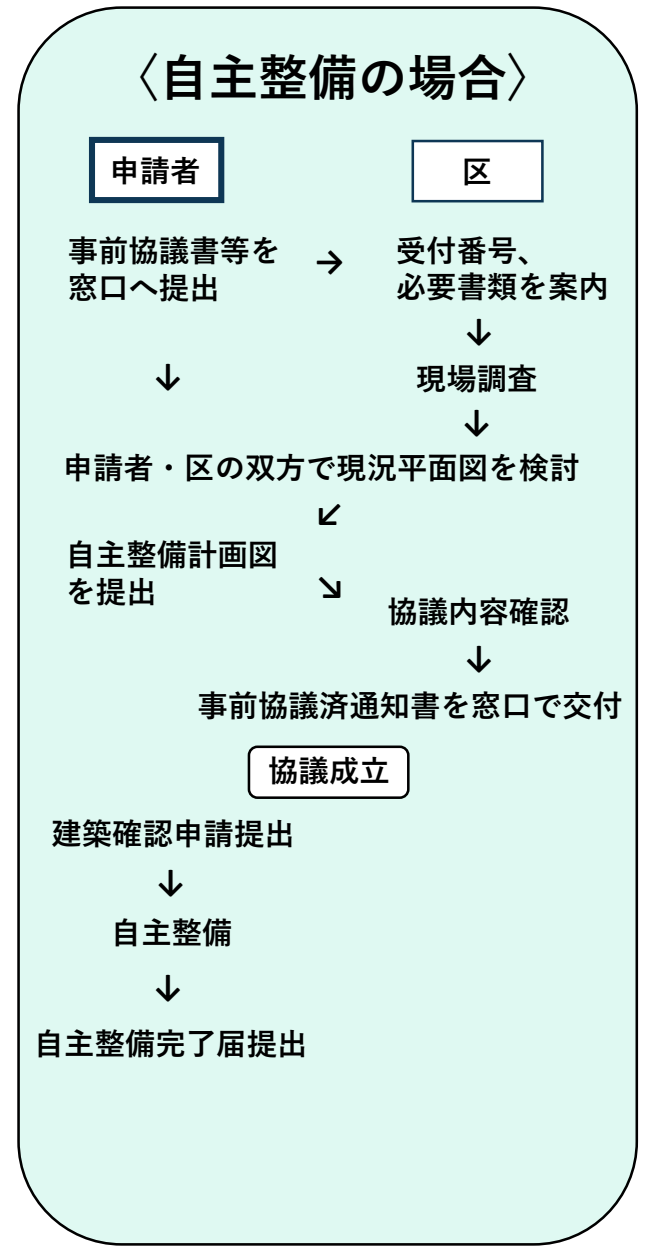 〈自主整備の場合〉
申請者
区
事前協議書等を
窓口へ提出
→
受付番号、
必要書類を案内
↓
↓
現場調査
↓
申請者・区の双方で現況平面図を検討
↙
自主整備計画図
を提出
↘
協議内容確認
↓
事前協議済通知書を窓口で交付
協議成立
建築確認申請提出
↓
自主整備
↓
自主整備完了届提出